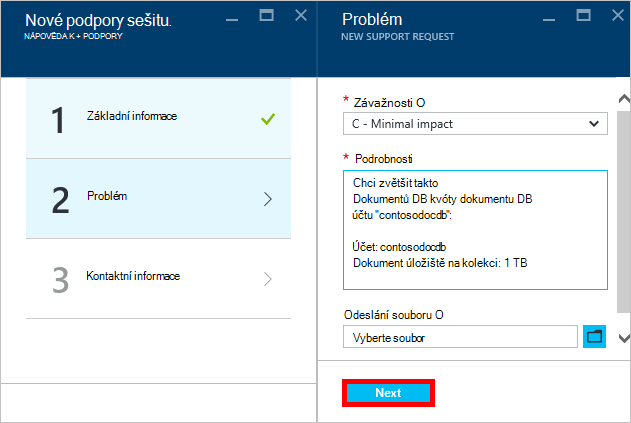 Nové podpory sešitu.
NÁPOVĚDA K + PODPORY
1
Základní informace
2
Problém
3
Kontaktní informace
Problém
NEW SUPPORT REQUEST
* Závažnosti O
C - Minimal impact
* Podrobnosti
Chci zvětšit takto
Dokumentů DB kvóty dokumentu DB
účtu "contosodocdb":
Účet: contosodocdb
Dokument úložiště na kolekci: 1 TB
Odeslání souboru O
Vyberte soubor
Next